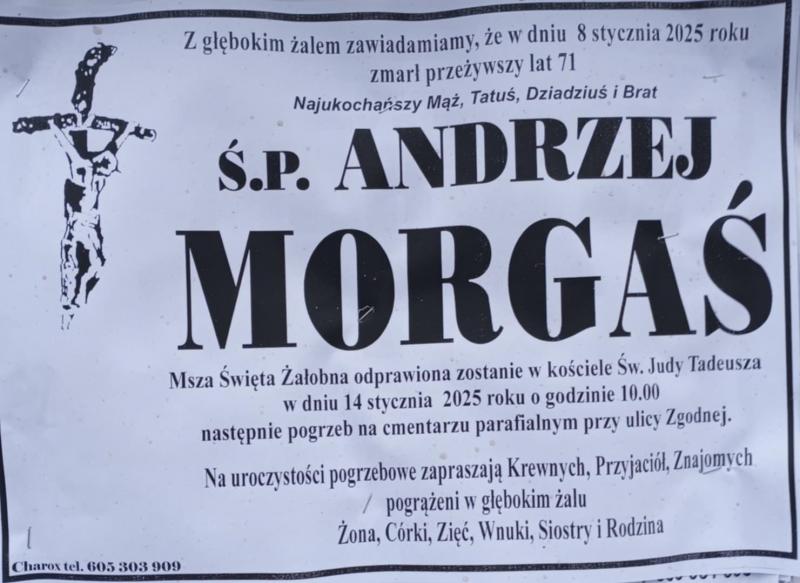 Z głębokim żalem zawiadamiamy, że w dniu 8 stycznia 2025 roku
zmarł przeżywszy lat 71
Najukochańszy Mąż, Tatuś, Dziadziuś i Brat
Ś.P. ANDRZEJ
MORGAŚ
Msza Święta Żałobna odprawiona zostanie w kościele Św. Judy Tadeusza
w dniu 14 stycznia 2025 roku o godzinie 10.00
następnie pogrzeb na cmentarzu parafialnym przy ulicy Zgodnej.
Na uroczystości pogrzebowe zapraszają Krewnych, Przyjaciół, Znajomych
pogrążeni w głębokim żalu
Żona, Córki, Zięć, Wnuki, Siostry i Rodzina
Charox tel. 605 303 909